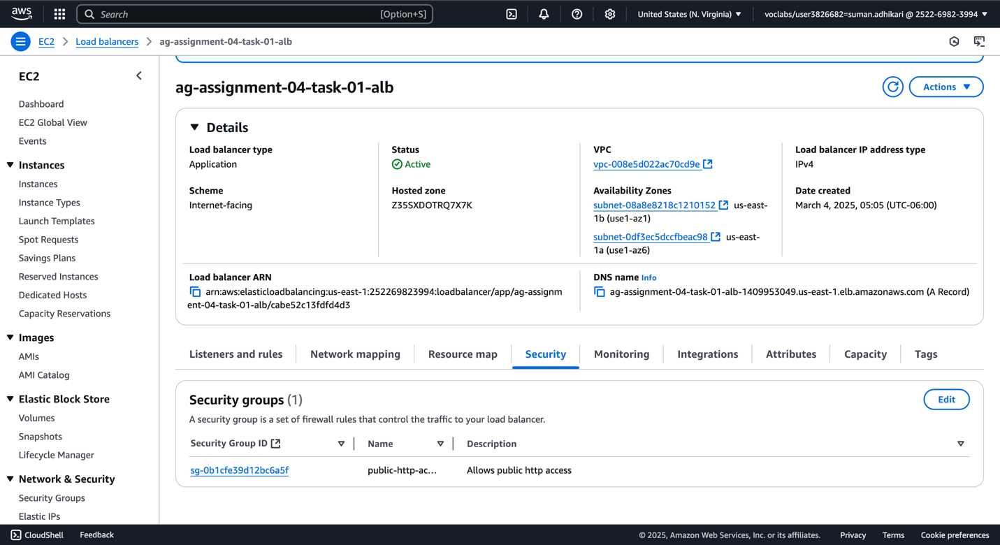 aws
Search [Option+S]
United States (N. Virginia)
voclabs/user3826682=suman.adhikari @ 2522-6982-3994
EC2
Load balancers
ag-assignment-04-task-01-alb
EC2
Dashboard
EC2 Global View
Events
Instances
Instances
Instance Types
Launch Templates
Spot Requests
Savings Plans
Reserved Instances
Dedicated Hosts
Capacity Reservations
Images
AMIs
AMI Catalog
Elastic Block Store
Volumes
Snapshots
Lifecycle Manager
Network & Security
Security Groups
Elastic IPs
ag-assignment-04-task-01-alb
Actions
Details
Load balancer type
Application
Status
Active
VPC
vpc-008e5d022ac70cd9e
Load balancer IP address type
IPv4
Scheme
Internet-facing
Hosted zone
Z35SXDOTRQ7X7K
Availability Zones
subnet-08a8e8218c1210152 us-east-
1b (use1-az1)
subnet-0df3ec5dccfbeac98 us-east-
1a (use1-az6)
Date created
March 4, 2025, 05:05 (UTC-06:00)
Load balancer ARN
arn:aws:elasticloadbalancing:us-east-1:252269823994:loadbalancer/app/ag-assignm
ent-04-task-01-alb/cabe52c13fdfd4d3
DNS name Info
ag-assignment-04-task-01-alb-1409953049.us-east-1.elb.amazonaws.com (A Record)
Listeners and rules
Network mapping
Resource map
Security
Monitoring
Integrations
Attributes
Capacity
Tags
Security groups (1)
Edit
A security group is a set of firewall rules that control the traffic to your load balancer.
Security Group ID
Name
Description
sg-0b1cfe39d12bc6a5f
public-http-ac...
Allows public http access
CloudShell
Feedback
© 2025, Amazon Web Services, Inc. or its affiliates.
Privacy
Terms
Cookie preferences